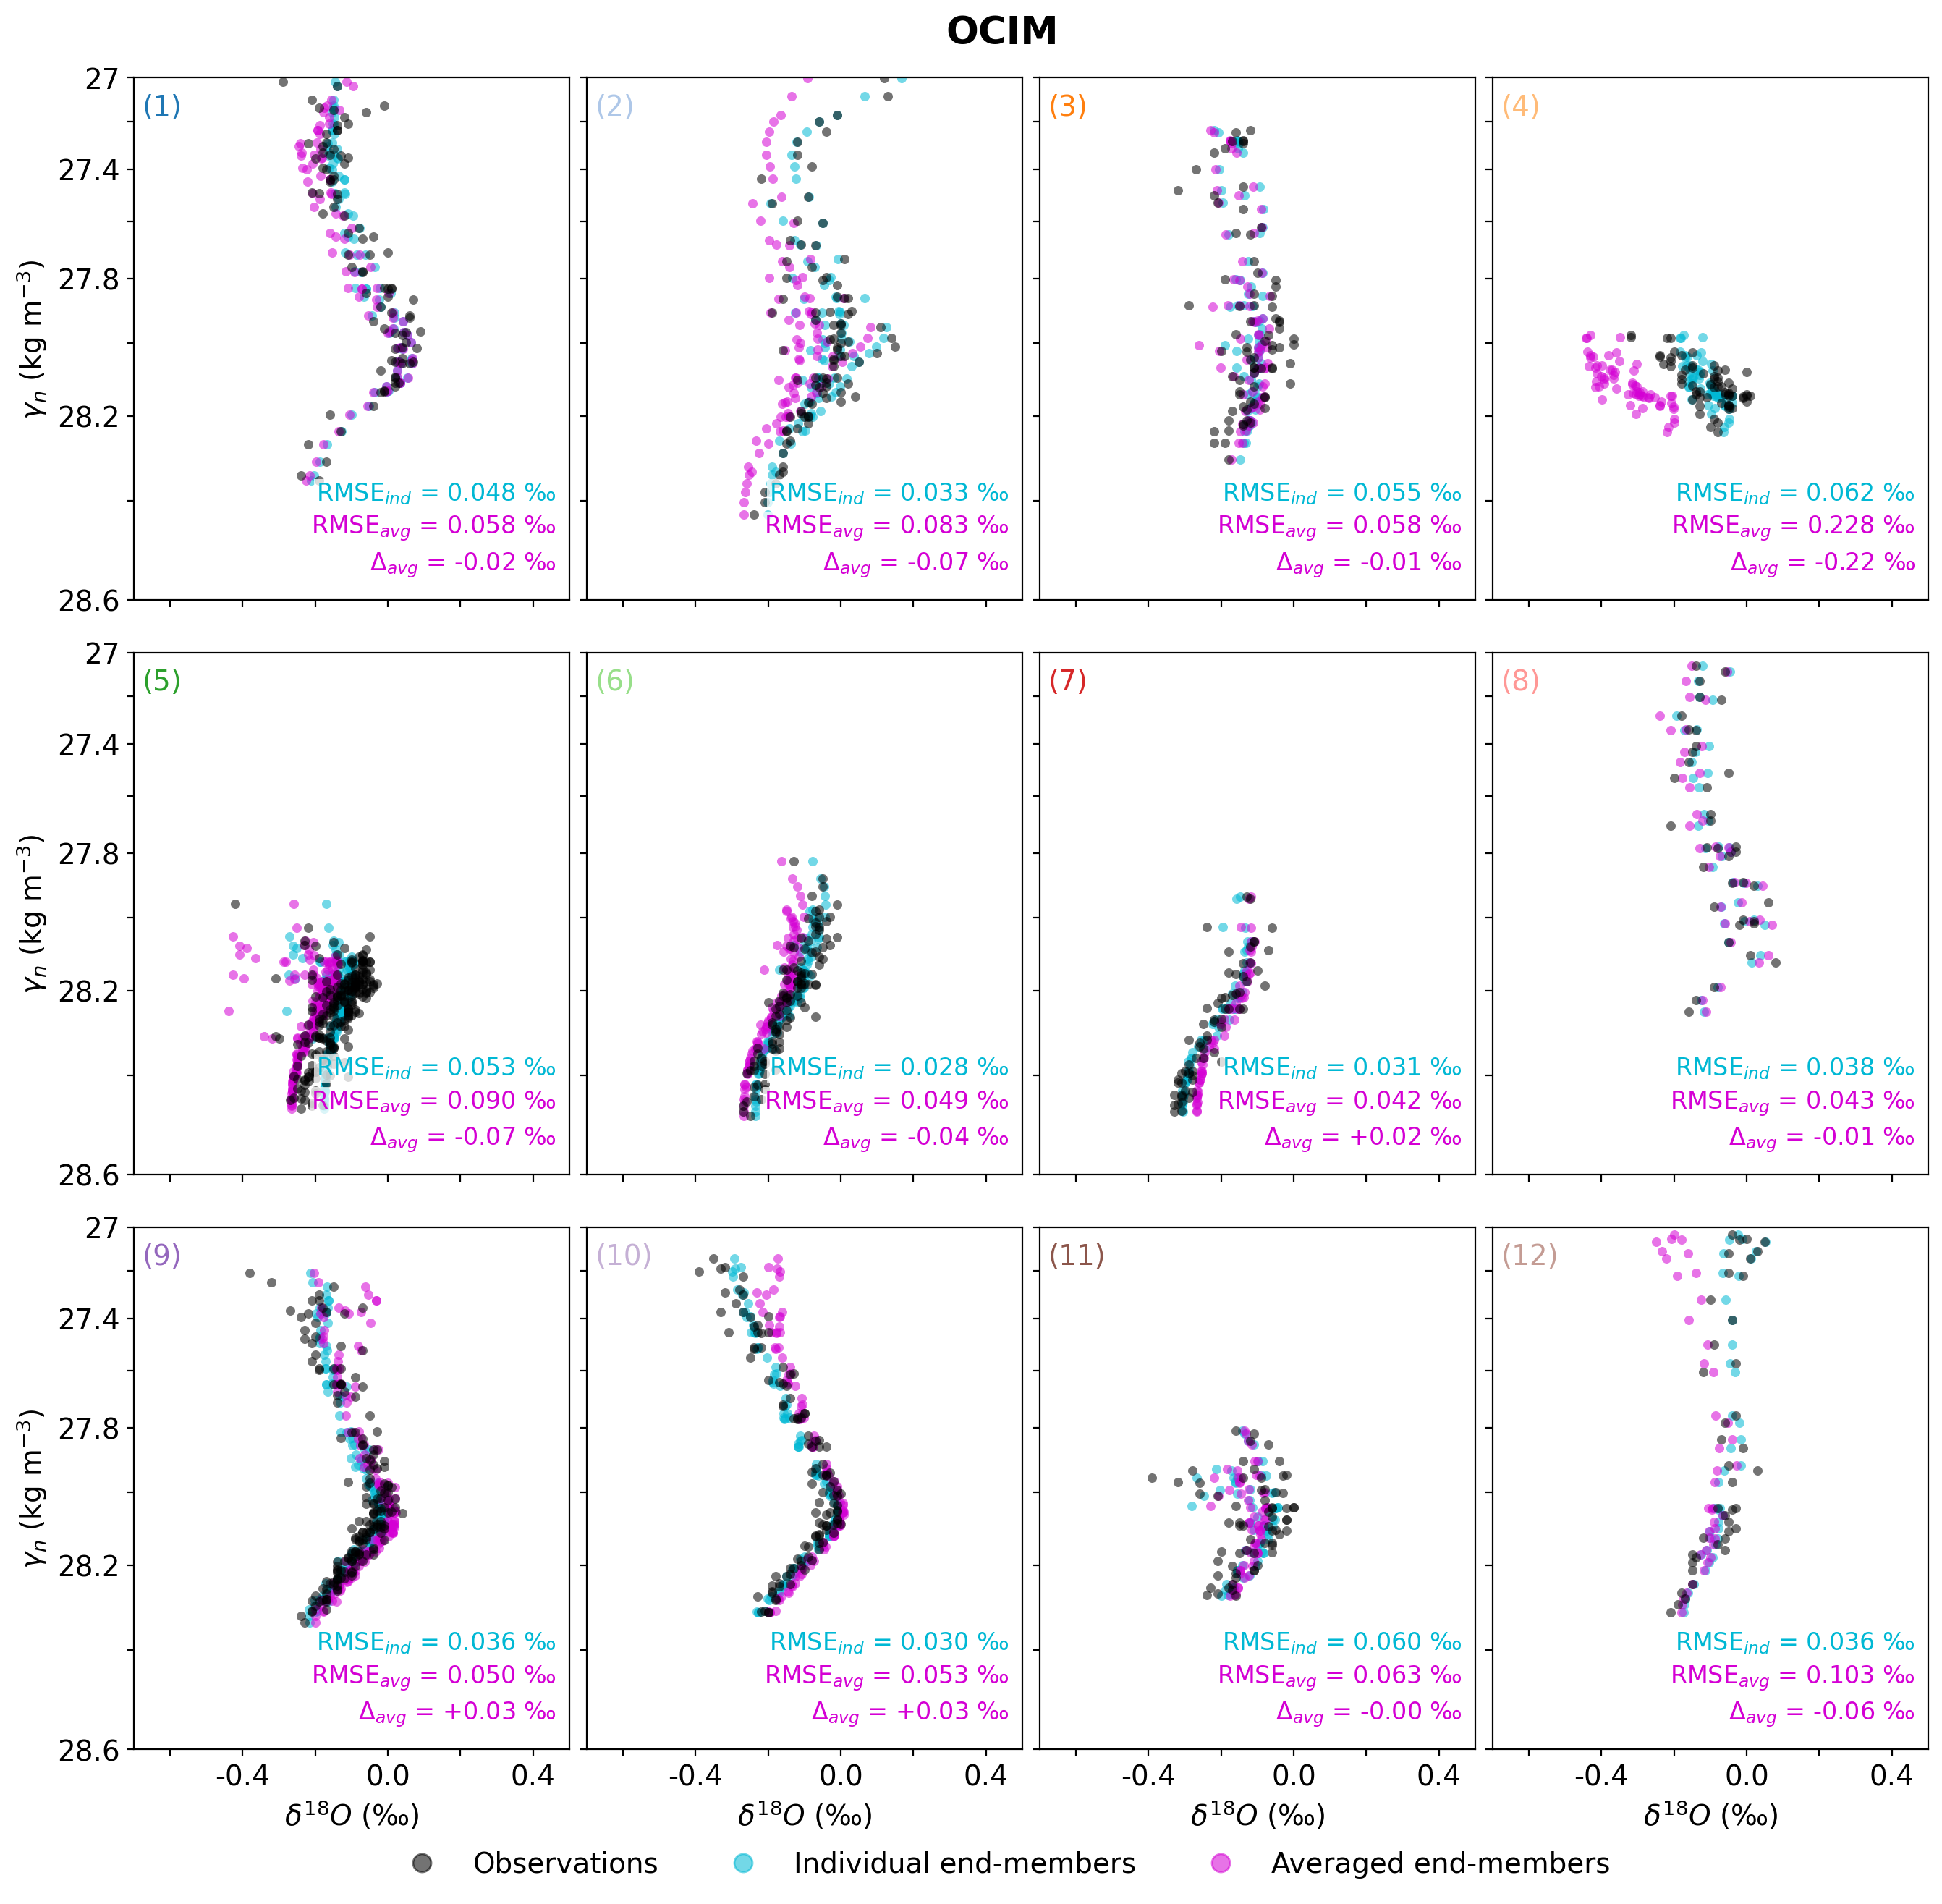 OCIM
27
27.4
27.8
28.2
28.6
γn (kg m−3)
(1)
RMSEind = 0.048 ‰
RMSEavg = 0.058 ‰
Δavg = -0.02 ‰
(2)
RMSEind = 0.033 ‰
RMSEavg = 0.083 ‰
Δavg = -0.07 ‰
(3)
RMSEind = 0.055 ‰
RMSEavg = 0.058 ‰
Δavg = -0.01 ‰
(4)
RMSEind = 0.062 ‰
RMSEavg = 0.228 ‰
Δavg = -0.22 ‰
27
27.4
27.8
28.2
28.6
γn (kg m−3)
(5)
RMSEind = 0.053 ‰
RMSEavg = 0.090 ‰
Δavg = -0.07 ‰
(6)
RMSEind = 0.028 ‰
RMSEavg = 0.049 ‰
Δavg = -0.04 ‰
(7)
RMSEind = 0.031 ‰
RMSEavg = 0.042 ‰
Δavg = +0.02 ‰
(8)
RMSEind = 0.038 ‰
RMSEavg = 0.043 ‰
Δavg = -0.01 ‰
27
27.4
27.8
28.2
28.6
γn (kg m−3)
(9)
RMSEind = 0.036 ‰
RMSEavg = 0.050 ‰
Δavg = +0.03 ‰
(10)
RMSEind = 0.030 ‰
RMSEavg = 0.053 ‰
Δavg = +0.03 ‰
(11)
RMSEind = 0.060 ‰
RMSEavg = 0.063 ‰
Δavg = -0.00 ‰
(12)
RMSEind = 0.036 ‰
RMSEavg = 0.103 ‰
Δavg = -0.06 ‰
-0.4 0.0 0.4 -0.4 0.0 0.4 -0.4 0.0 0.4 -0.4 0.0 0.4
δ18O (‰) δ18O (‰) δ18O (‰) δ18O (‰)
Observations Individual end-members Averaged end-members